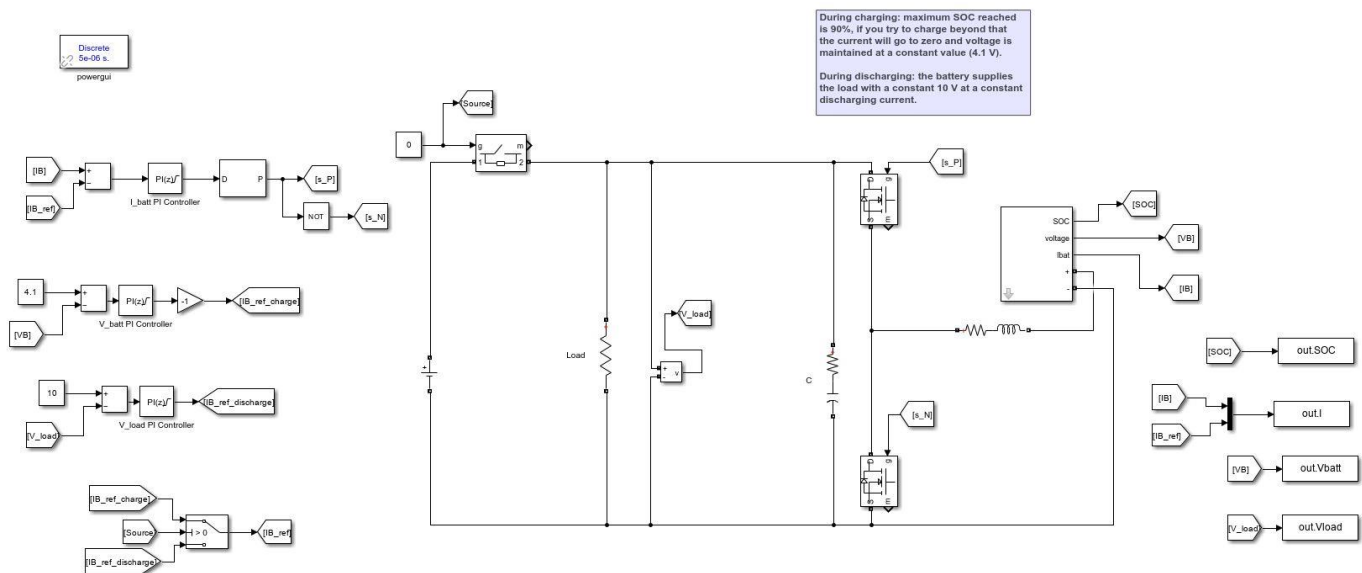 During charging: maximum SOC reached
is 90%, if you try to charge beyond that
the current will go to zero and voltage is
maintained at a constant value (4.1 V).
During discharging: the battery supplies
the load with a constant 10 V at a constant
discharging current.
Discrete
5e-06 s.
powergui
[Source]
0
g
m
1
2
[IB]
+
−
[IB_ref]
PI(z)
I_batt PI Controller
D
P
[s_P]
NOT
[s_N]
4.1
+
−
[VB]
PI(z)
V_batt PI Controller
-1
[IB_ref_charge]
10
+
−
[V_load]
PI(z)
V_load PI Controller
[IB_ref_discharge]
[IB_ref_charge]
[Source]
> 0
[IB_ref_discharge]
[IB_ref]
+
Load
[V_load]
+
-
v
C
+
[s_P]
D
g
S
m
[s_N]
D
g
S
m
SOC
voltage
Ibat
+
-
[SOC]
[VB]
[IB]
[SOC]
out.SOC
[IB]
[IB_ref]
out.I
[VB]
out.Vbatt
[V_load]
out.Vload